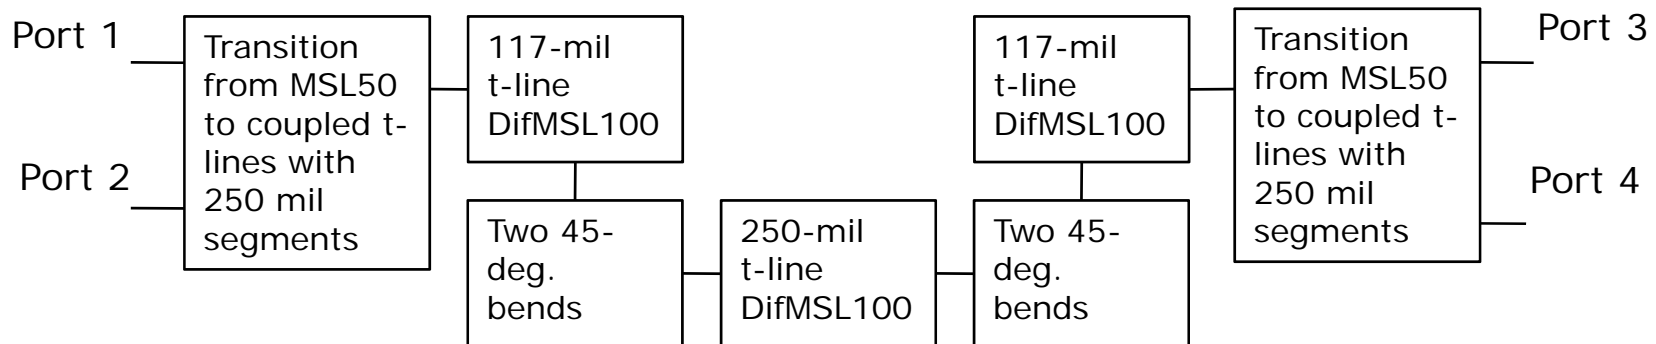 Port 1
Port 2
Transition
from MSL50
to coupled t-
lines with
250 mil
segments
117-mil
t-line
DifMSL100
Two 45-
deg.
bends
250-mil
t-line
DifMSL100
117-mil
t-line
DifMSL100
Two 45-
deg.
bends
Transition
from MSL50
to coupled t-
lines with
250 mil
segments
Port 3
Port 4